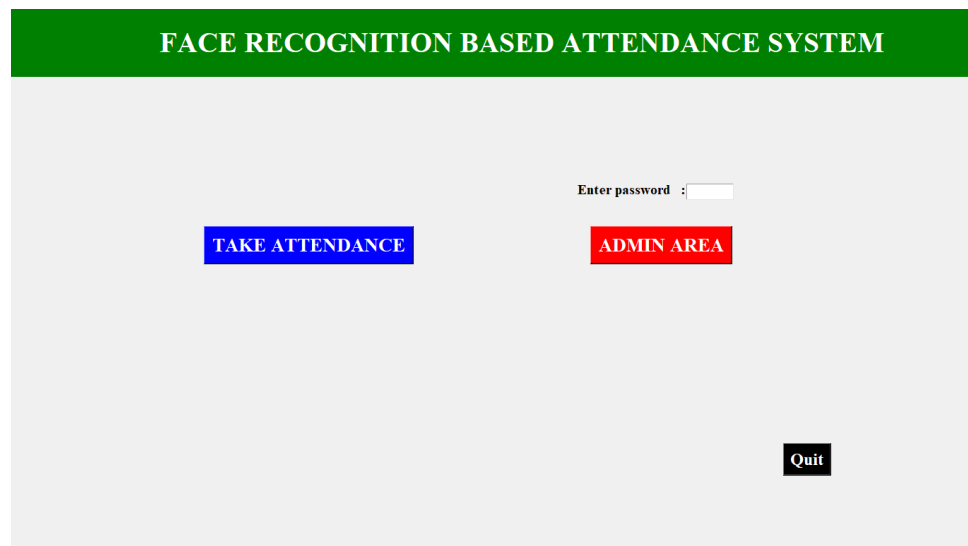 FACE RECOGNITION BASED ATTENDANCE SYSTEM
Enter password :
TAKE ATTENDANCE
ADMIN AREA
Quit